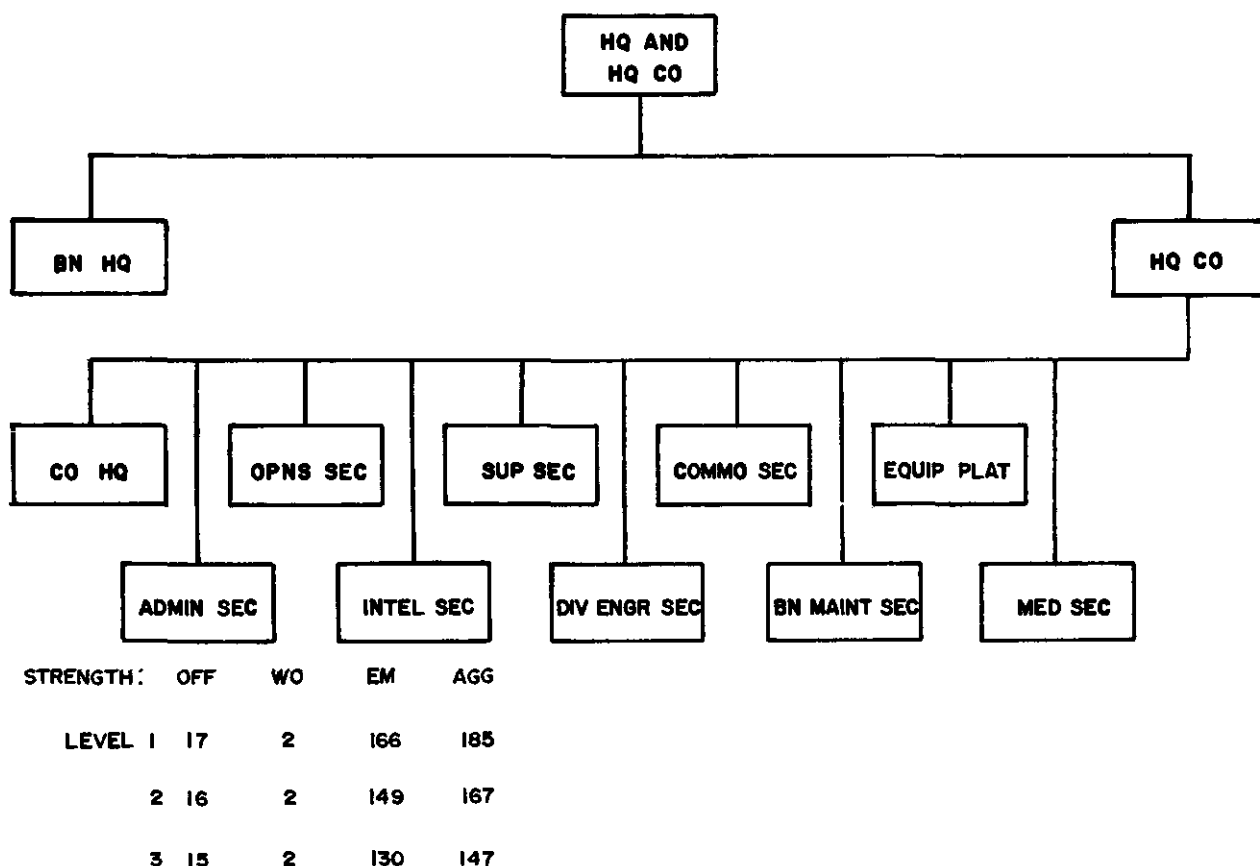 HQ AND
HQ CO
BN HQ
HQ CO
CO HQ
OPNS SEC
SUP SEC
COMMO SEC
EQUIP PLAT
ADMIN SEC
INTEL SEC
DIV ENGR SEC
BN MAINT SEC
MED SEC
STRENGTH: OFF WO EM AGG
LEVEL 1 17 2 166 185
2 16 2 149 167
3 15 2 130 147